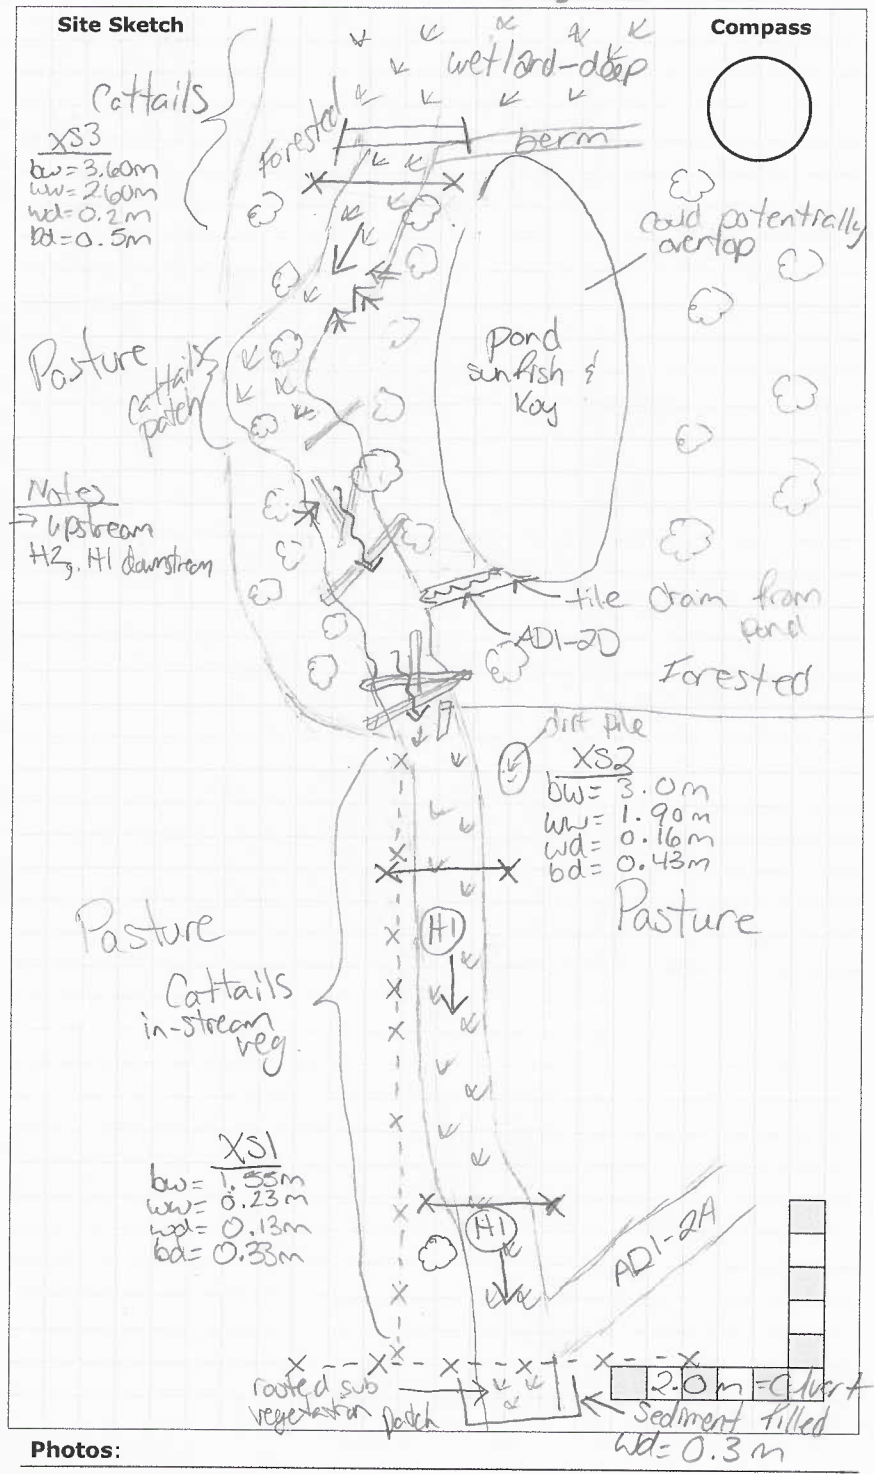 Site Sketch
Compass
wetland-deep
Cattails
Forested
berm
XS3
bw = 3.60m
ww = 2.60m
wd = 0.2m
bd = 0.5m
could potentially
overtop
Pasture
Cattails
patch
pond
sunfish &
Koy
Notes
→ upstream
H2, H1 downstream
tile drain from
pond
AD1-2D
Forested
dirt pile
XS2
bw = 3.0m
ww = 1.90m
wd = 0.16m
bd = 0.43m
Pasture
H1
Pasture
Cattails
in-stream
veg.
XS1
bw = 1.55m
ww = 0.23m
wd = 0.13m
bd = 0.33m
H1
AD1-2A
rooted sub
vegetation patch
2.0m = Culvert
Sediment filled
wd = 0.3m
Photos: